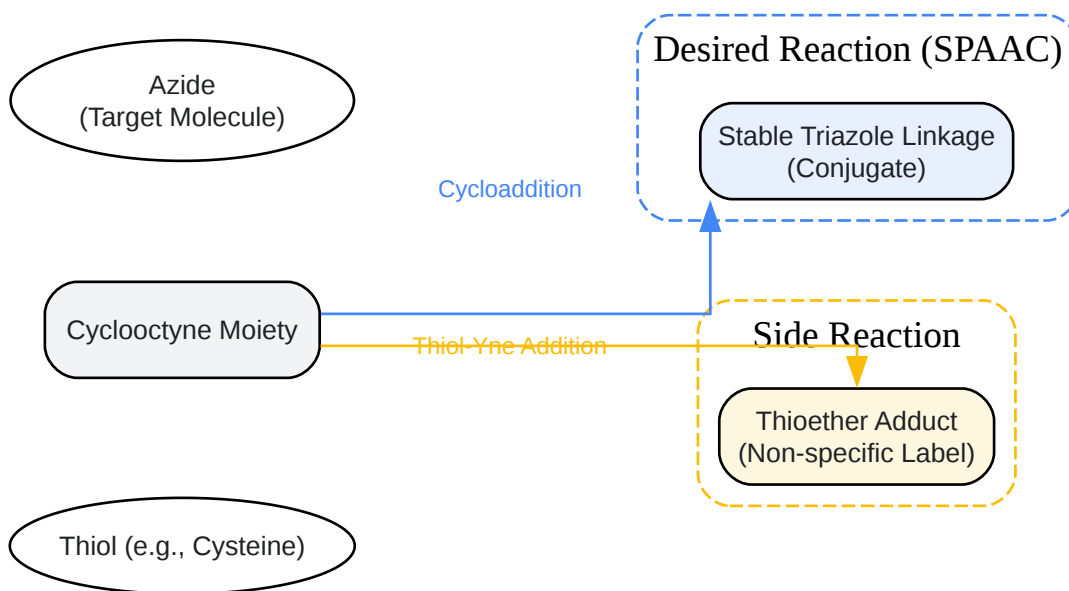 Desired Reaction (SPAAC)
Azide
(Target Molecule)
Stable Triazole Linkage
(Conjugate)
Cycloaddition
Cyclooctyne Moiety
Thiol-Yne Addition
Side Reaction
Thioether Adduct
(Non-specific Label)
Thiol (e.g., Cysteine)